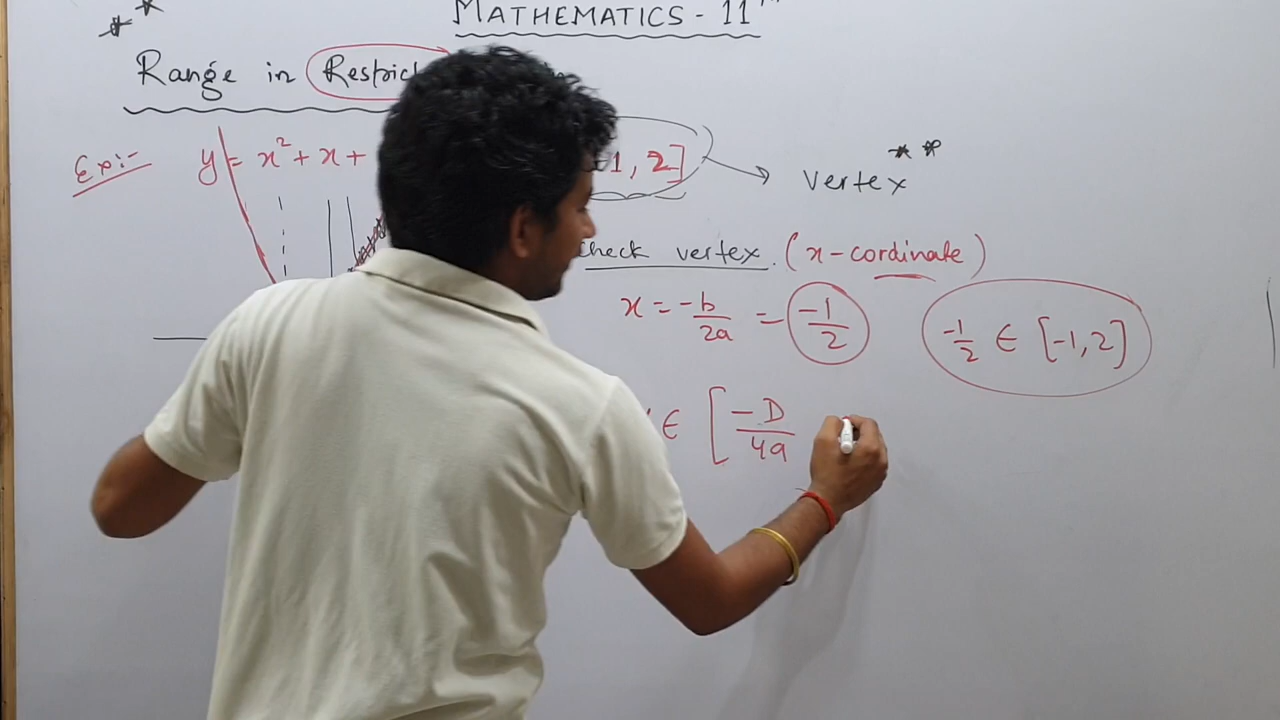 MATHEMATICS - 11
Range in
Ex:- y = x² + x + 1, 2]
vertex
check vertex. (x-cordinate)
x = -b/2a = -1/2
-1/2 ∈ [-1,2]
∈ [-D/4a